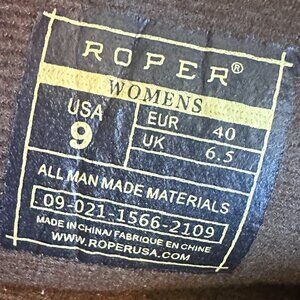 ROPER®
WOMENS
USA 9
EUR 40
UK 6.5
ALL MAN MADE MATERIALS
09-021-1566-2109
MADE IN CHINA/FABRIQUE EN CHINE
WWW.ROPERUSA.COM